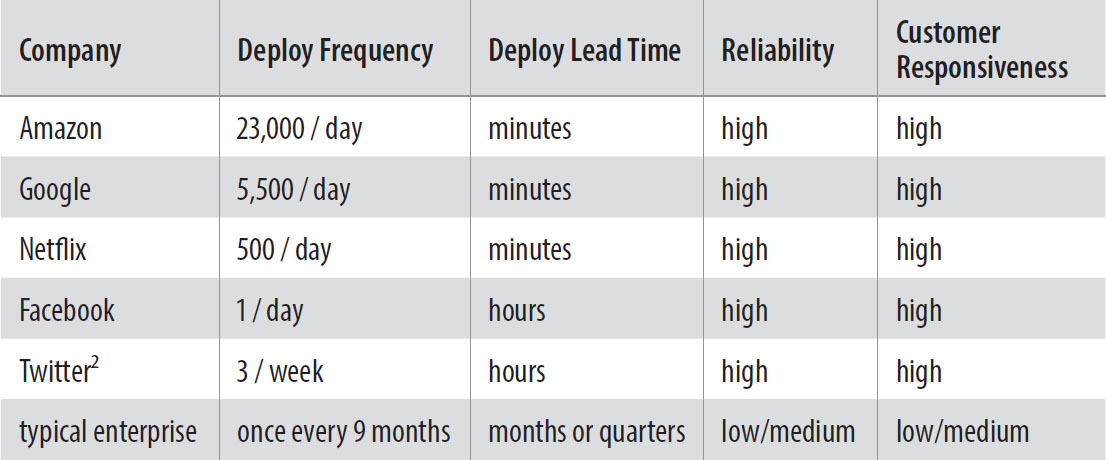 Company Deploy Frequency Deploy Lead Time Reliability Customer Responsiveness
Amazon 23,000 / day minutes high high
Google 5,500 / day minutes high high
Netflix 500 / day minutes high high
Facebook 1 / day hours high high
Twitter2 3 / week hours high high
typical enterprise once every 9 months months or quarters low/medium low/medium